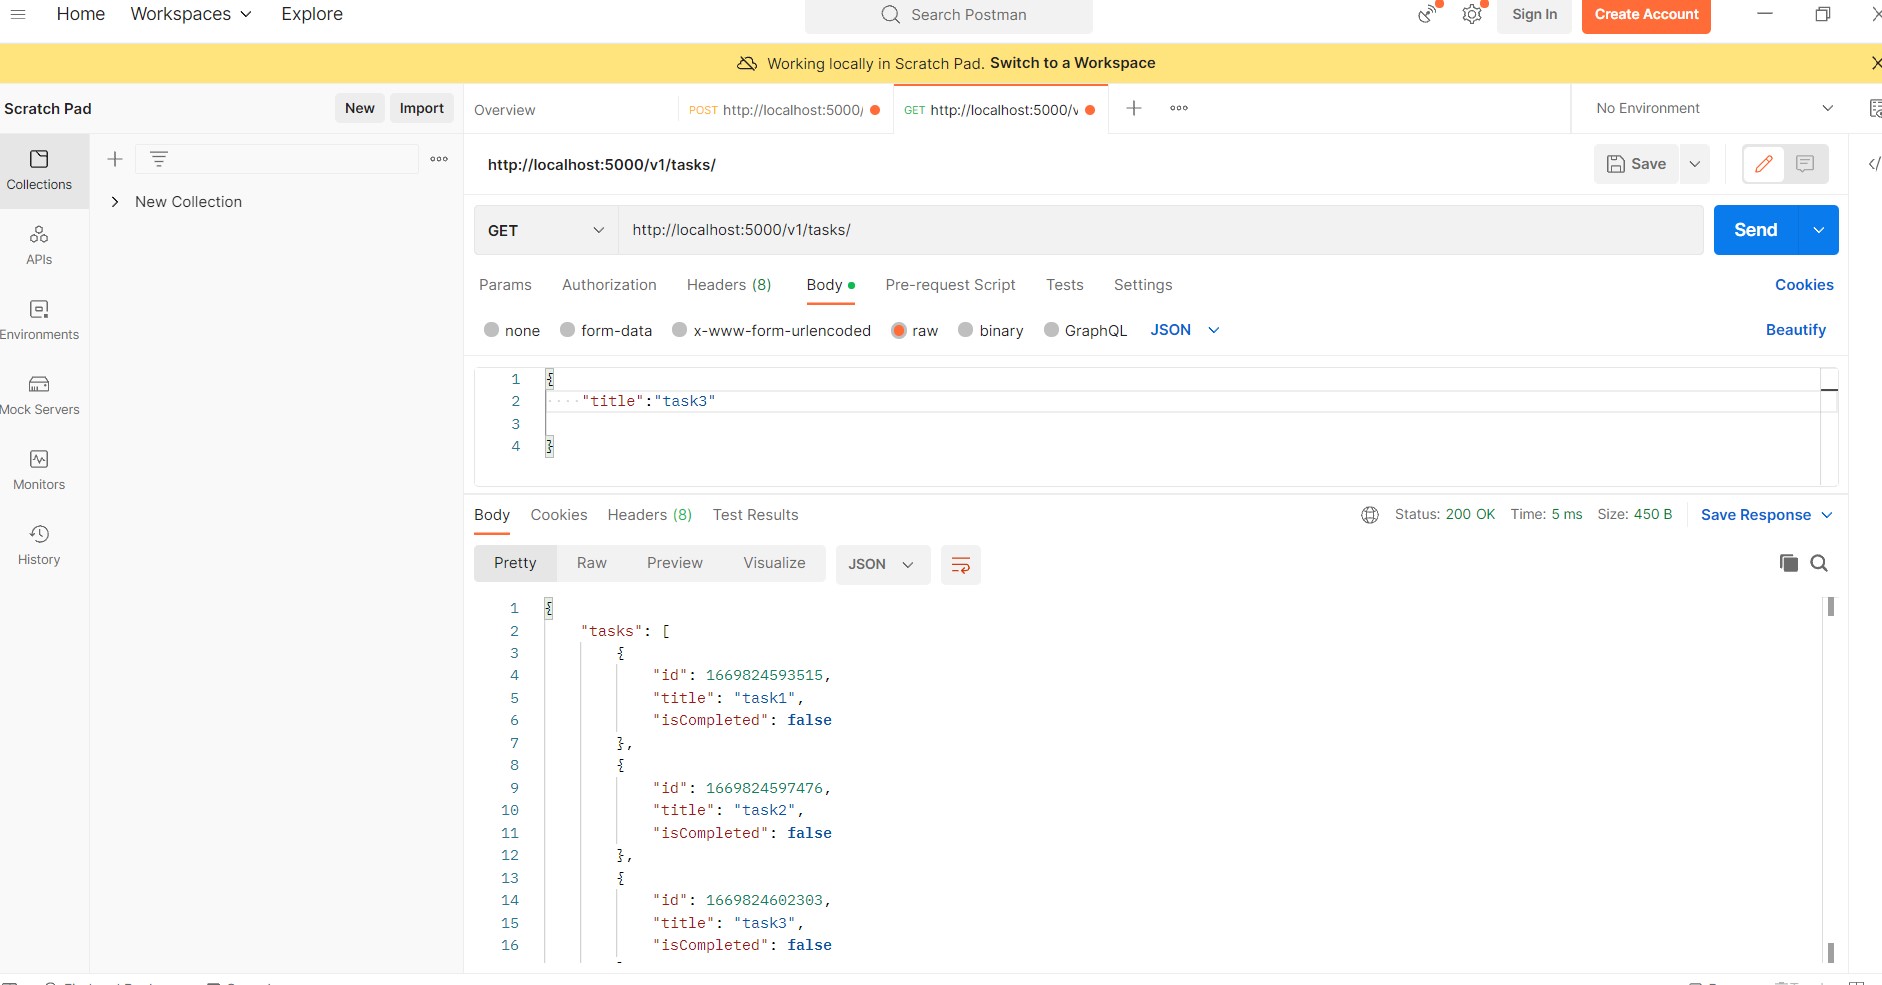 Home Workspaces Explore Search Postman Sign In Create Account
Working locally in Scratch Pad. Switch to a Workspace
Scratch Pad New Import Overview POST http://localhost:5000/ GET http://localhost:5000/v No Environment
http://localhost:5000/v1/tasks/ Save
Collections
New Collection
GET http://localhost:5000/v1/tasks/ Send
APIs
Params Authorization Headers (8) Body Pre-request Script Tests Settings Cookies
Environments
none form-data x-www-form-urlencoded raw binary GraphQL JSON Beautify
1 {
2 "title":"task3"
3
4 }
Mock Servers
Monitors
History
Body Cookies Headers (8) Test Results Status: 200 OK Time: 5 ms Size: 450 B Save Response
Pretty Raw Preview Visualize JSON
1 {
2 "tasks": [
3 {
4 "id": 1669824593515,
5 "title": "task1",
6 "isCompleted": false
7 },
8 {
9 "id": 1669824597476,
10 "title": "task2",
11 "isCompleted": false
12 },
13 {
14 "id": 1669824602303,
15 "title": "task3",
16 "isCompleted": false